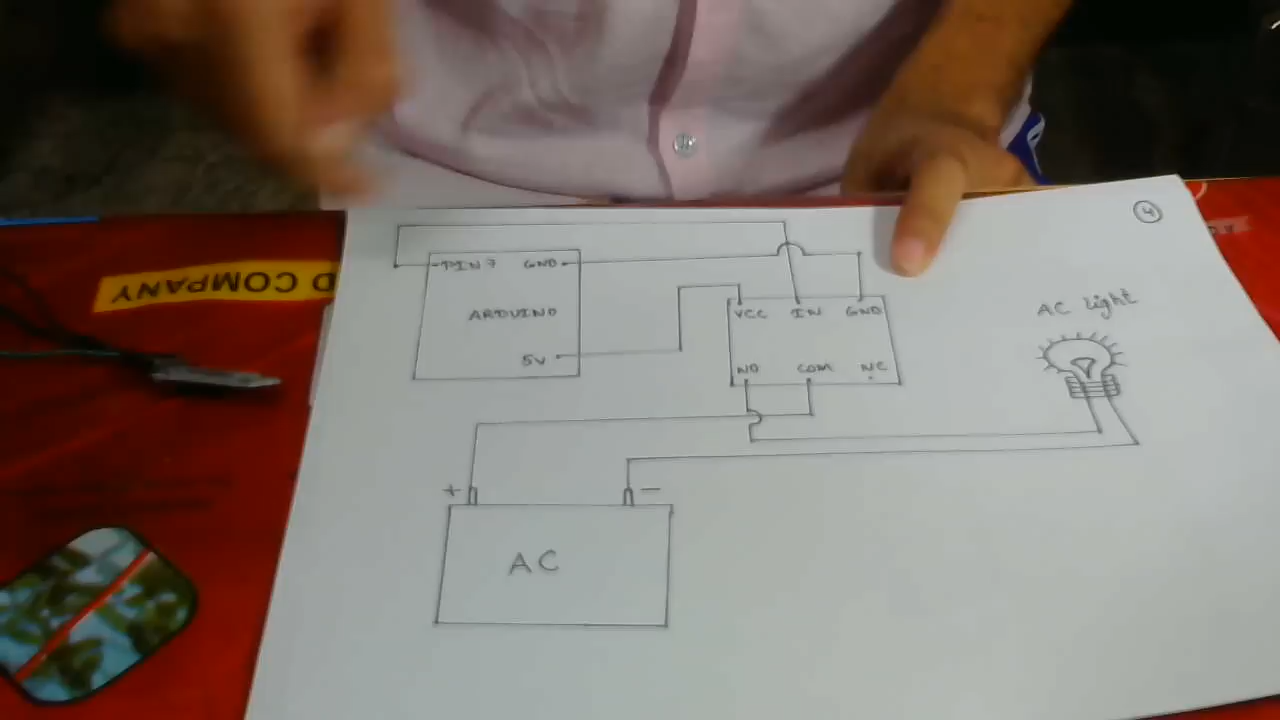 4
PIN 7 GND
ARDUINO
5V
VCC IN GND
NO COM NC
AC light
+ −
AC
D COMPANY